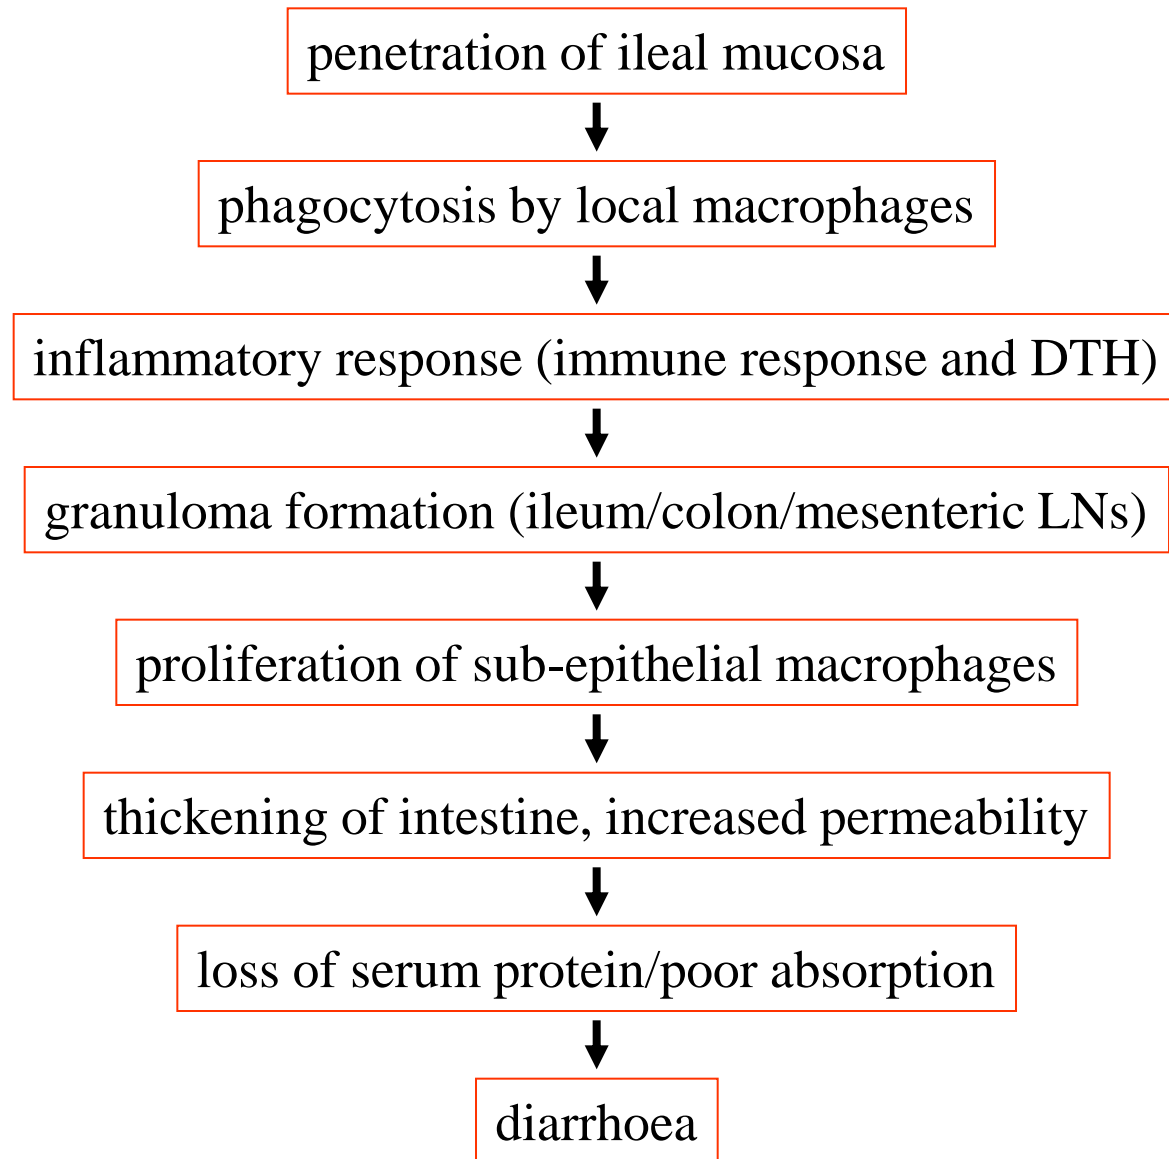 penetration of ileal mucosa
phagocytosis by local macrophages
inflammatory response (immune response and DTH)
granuloma formation (ileum/colon/mesenteric LNs)
proliferation of sub-epithelial macrophages
thickening of intestine, increased permeability
loss of serum protein/poor absorption
diarrhoea